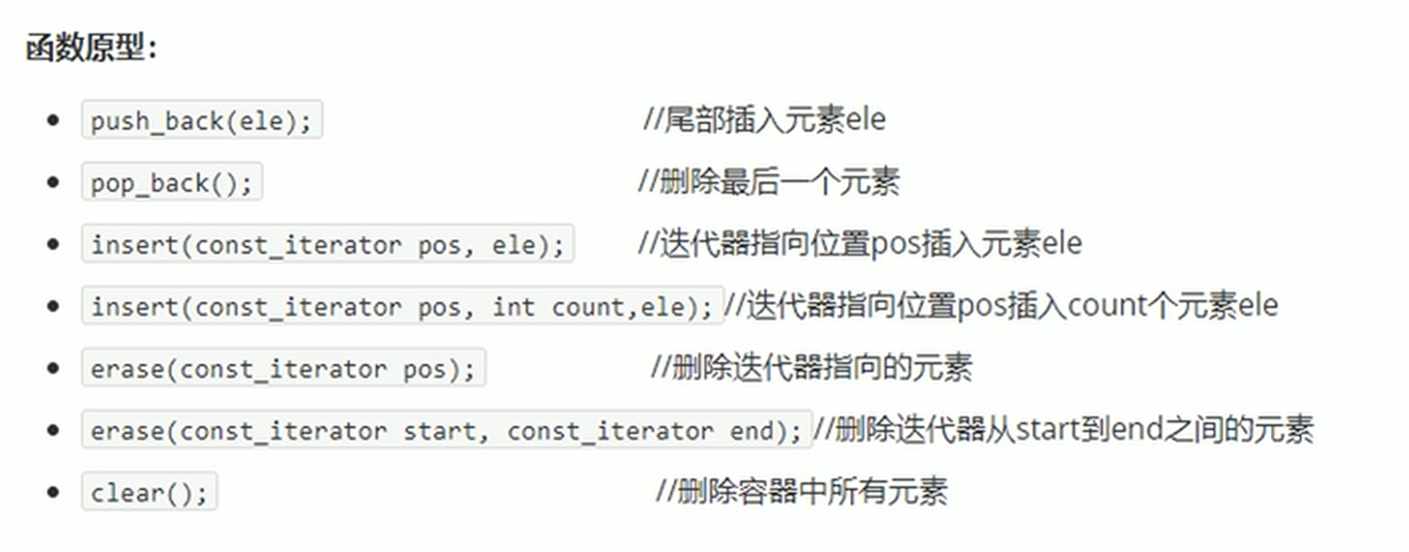 函数原型：
push_back(ele); //尾部插入元素ele
pop_back(); //删除最后一个元素
insert(const_iterator pos, ele); //迭代器指向位置pos插入元素ele
insert(const_iterator pos, int count,ele); //迭代器指向位置pos插入count个元素ele
erase(const_iterator pos); //删除迭代器指向的元素
erase(const_iterator start, const_iterator end); //删除迭代器从start到end之间的元素
clear(); //删除容器中所有元素